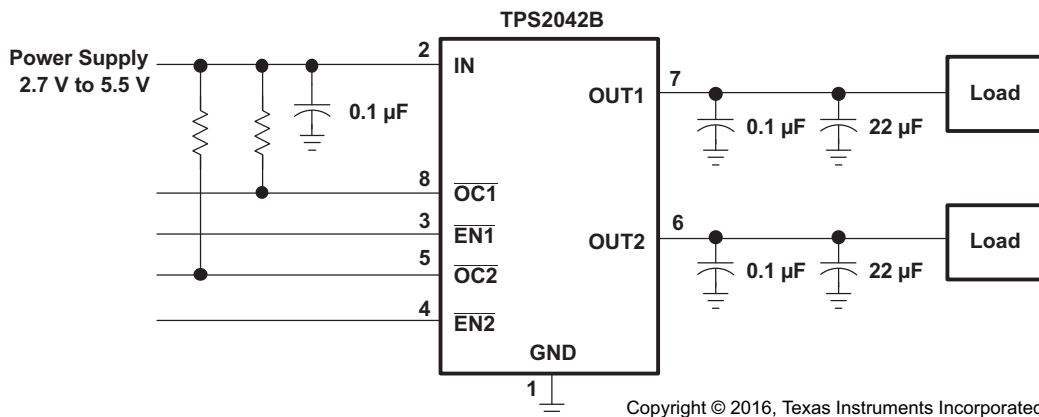 TPS2042B
Power Supply
2.7 V to 5.5 V
2
IN
0.1 µF
8
OC1
3
EN1
5
OC2
4
EN2
GND
1
OUT1
7
0.1 µF
22 µF
Load
OUT2
6
0.1 µF
22 µF
Load
Copyright © 2016, Texas Instruments Incorporated